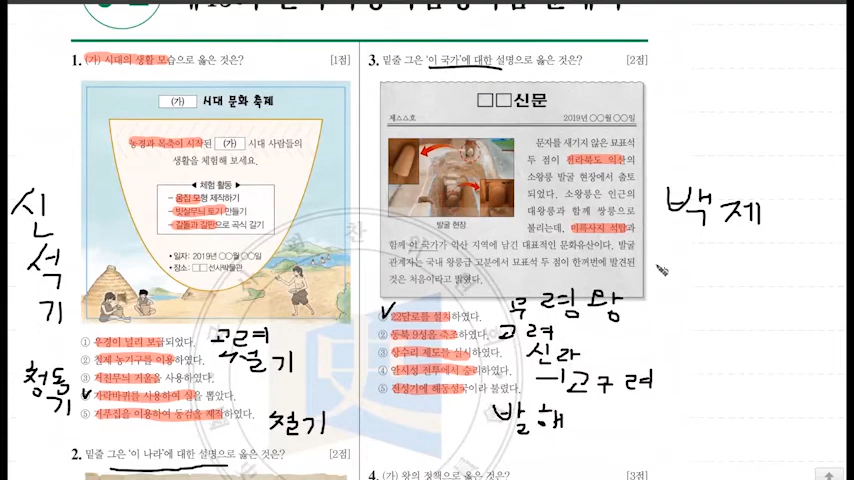 1. (가) 시대의 생활 모습으로 옳은 것은? [1점]
(가) 시대 문화 축제
농경과 목축이 시작된 (가) 시대 사람들의
생활을 체험해 보세요.
◀ 체험 활동 ▶
- 움집 모형 제작하기
- 빗살무늬 토기 만들기
- 갈돌과 갈판으로 곡식 갈기
• 일자: 2019년 ○○월 ○○일
• 장소: □□ 선사박물관
신
석
기
① 우경이 널리 보급되었다.
② 철제 농기구를 이용하였다.
③ 거친무늬 거울을 사용하였다.
④ 가락바퀴를 사용하여 실을 뽑았다.
⑤ 거푸집을 이용하여 동검을 제작하였다.
고려
철기
청동
기
철기
2. 밑줄 그은 '이 나라'에 대한 설명으로 옳은 것은? [2점]
3. 밑줄 그은 '이 국가'에 대한 설명으로 옳은 것은? [2점]
□□신문
제스스호 2019년 ○○월 ○○일
발굴 현장
문자를 새기지 않은 묘표석
두 점이 전라북도 익산의
소왕릉 발굴 현장에서 출토
되었다. 소왕릉은 인근의
대왕릉과 함께 쌍릉으로
불리는데, 미륵사지 석탑과
함께 이 국가가 익산 지역에 남긴 대표적인 문화유산이다. 발굴
관계자는 국내 왕릉급 고분에서 묘표석 두 점이 한꺼번에 발견된
것은 처음이라고 밝혔다.
백제
① 22담로를 설치하였다.
② 동북 9성을 축조하였다.
③ 상수리 제도를 실시하였다.
④ 안시성 전투에서 승리하였다.
⑤ 전성기에 해동성국이라 불렸다.
무령왕
고려
신라
고구려
발해
4. (가) 왕의 정책으로 옳은 것은? [3점]